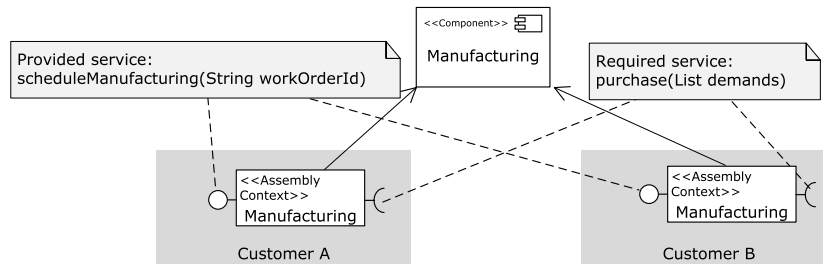 <<Component>>
Manufacturing
Provided service:
scheduleManufacturing(String workOrderId)
Required service:
purchase(List demands)
<<Assembly
Context>>
Manufacturing
Customer A
<<Assembly
Context>>
Manufacturing
Customer B